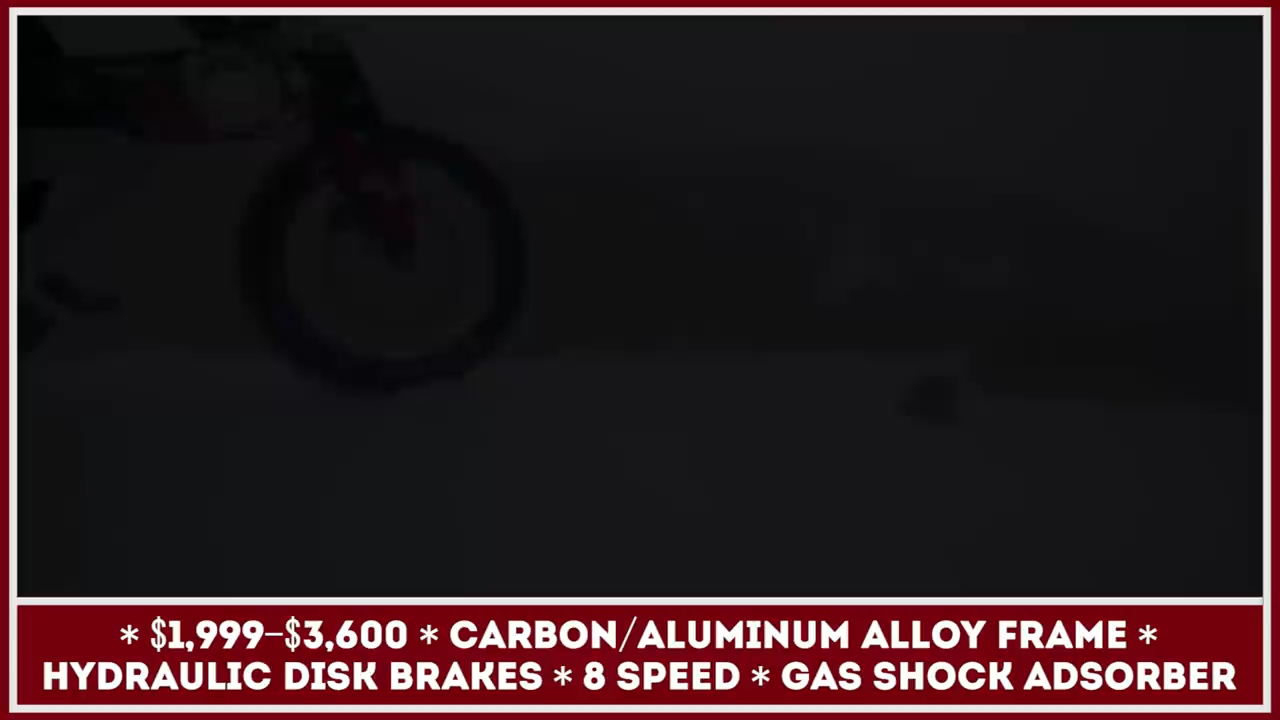 * $1,999–$3,600 * CARBON/ALUMINUM ALLOY FRAME *
HYDRAULIC DISK BRAKES * 8 SPEED * GAS SHOCK ADSORBER